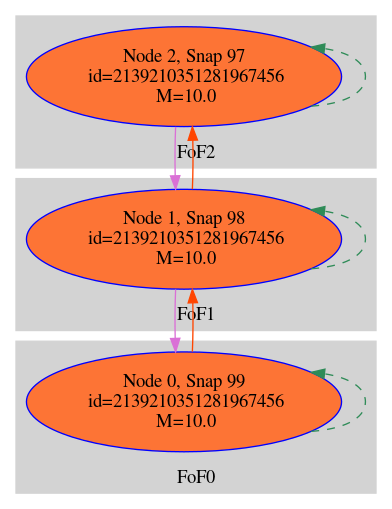 Node 2, Snap 97
id=2139210351281967456
M=10.0
FoF2
Node 1, Snap 98
id=2139210351281967456
M=10.0
FoF1
Node 0, Snap 99
id=2139210351281967456
M=10.0
FoF0